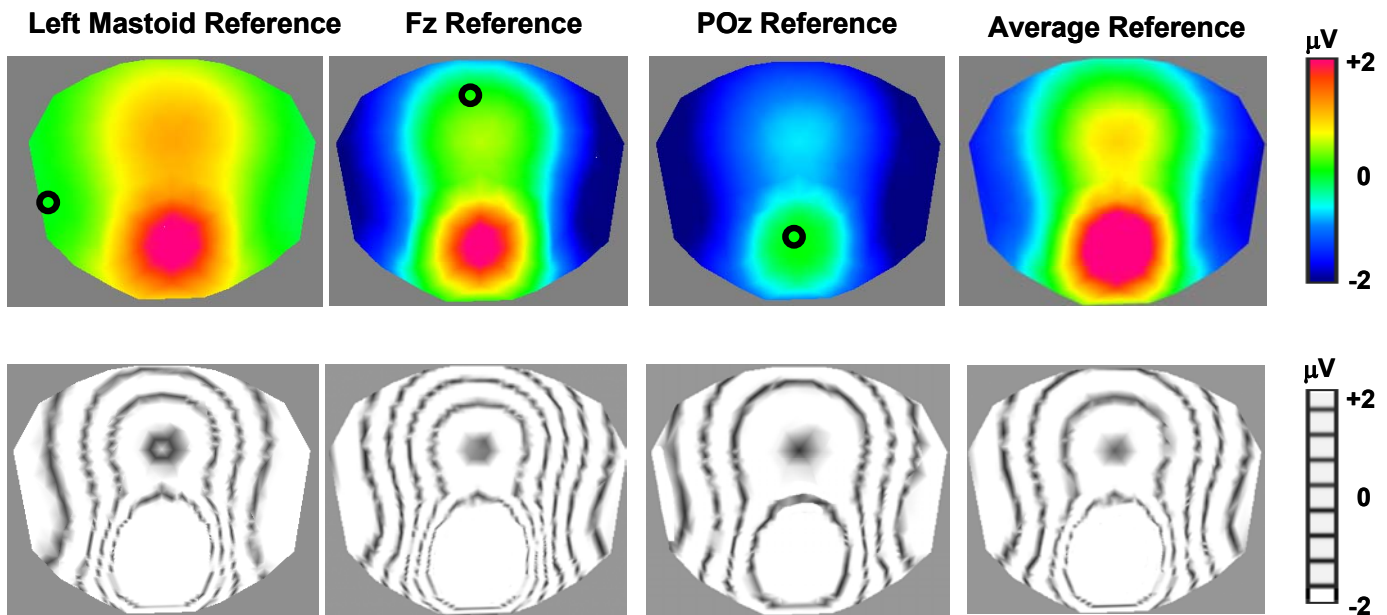 Left Mastoid Reference
Fz Reference
POz Reference
Average Reference
μV
+2
0
-2
μV
+2
0
-2